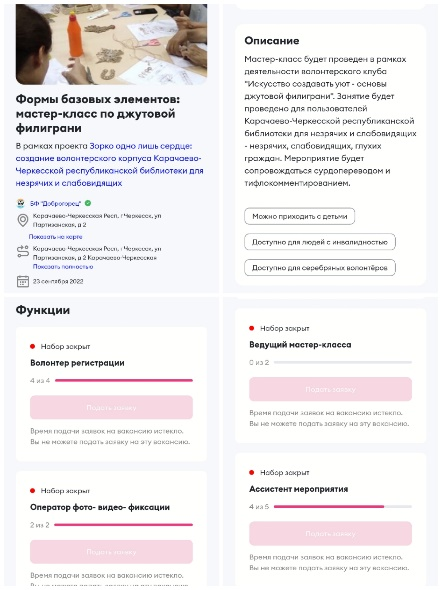 Формы базовых элементов:
мастер-класс по джутовой
филиграни
В рамках проекта Зорко одно лишь сердце:
создание волонтерского корпуса Карачаево-
Черкесской республиканской библиотеки для
незрячих и слабовидящих
БФ "Доброгород"
Карачаево-Черкесская Респ, г Черкесск, ул
Партизанская, д 2
Показать на карте
Карачаево-Черкесская Респ, г Черкесск, ул
Партизанская, д 2 Карачаево-Черкесская
Показать полностью
23 сентября 2022
Описание
Мастер-класс будет проведен в рамках
деятельности волонтерского клуба
"Искусство создавать уют - основы
джутовой филиграни". Занятие будет
проведено для пользователей
Карачаево-Черкесской республиканской
библиотеки для незрячих и слабовидящих
- незрячих, слабовидящих, глухих
граждан. Мероприятие будет
сопровождаться сурдопереводом и
тифлокомментированием.
Можно приходить с детьми
Доступно для людей с инвалидностью
Доступно для серебряных волонтёров
Функции
Набор закрыт
Волонтер регистрации
4 из 4
Подать заявку
Время подачи заявок на вакансию истекло.
Вы не можете подать заявку на эту вакансию.
Набор закрыт
Оператор фото- видео- фиксации
2 из 2
Подать заявку
Время подачи заявок на вакансию истекло.
Вы не можете подать заявку на эту вакансию.
Набор закрыт
Ведущий мастер-класса
0 из 2
Подать заявку
Время подачи заявок на вакансию истекло.
Вы не можете подать заявку на эту вакансию.
Набор закрыт
Ассистент мероприятия
4 из 5
Подать заявку
Время подачи заявок на вакансию истекло.
Вы не можете подать заявку на эту вакансию.